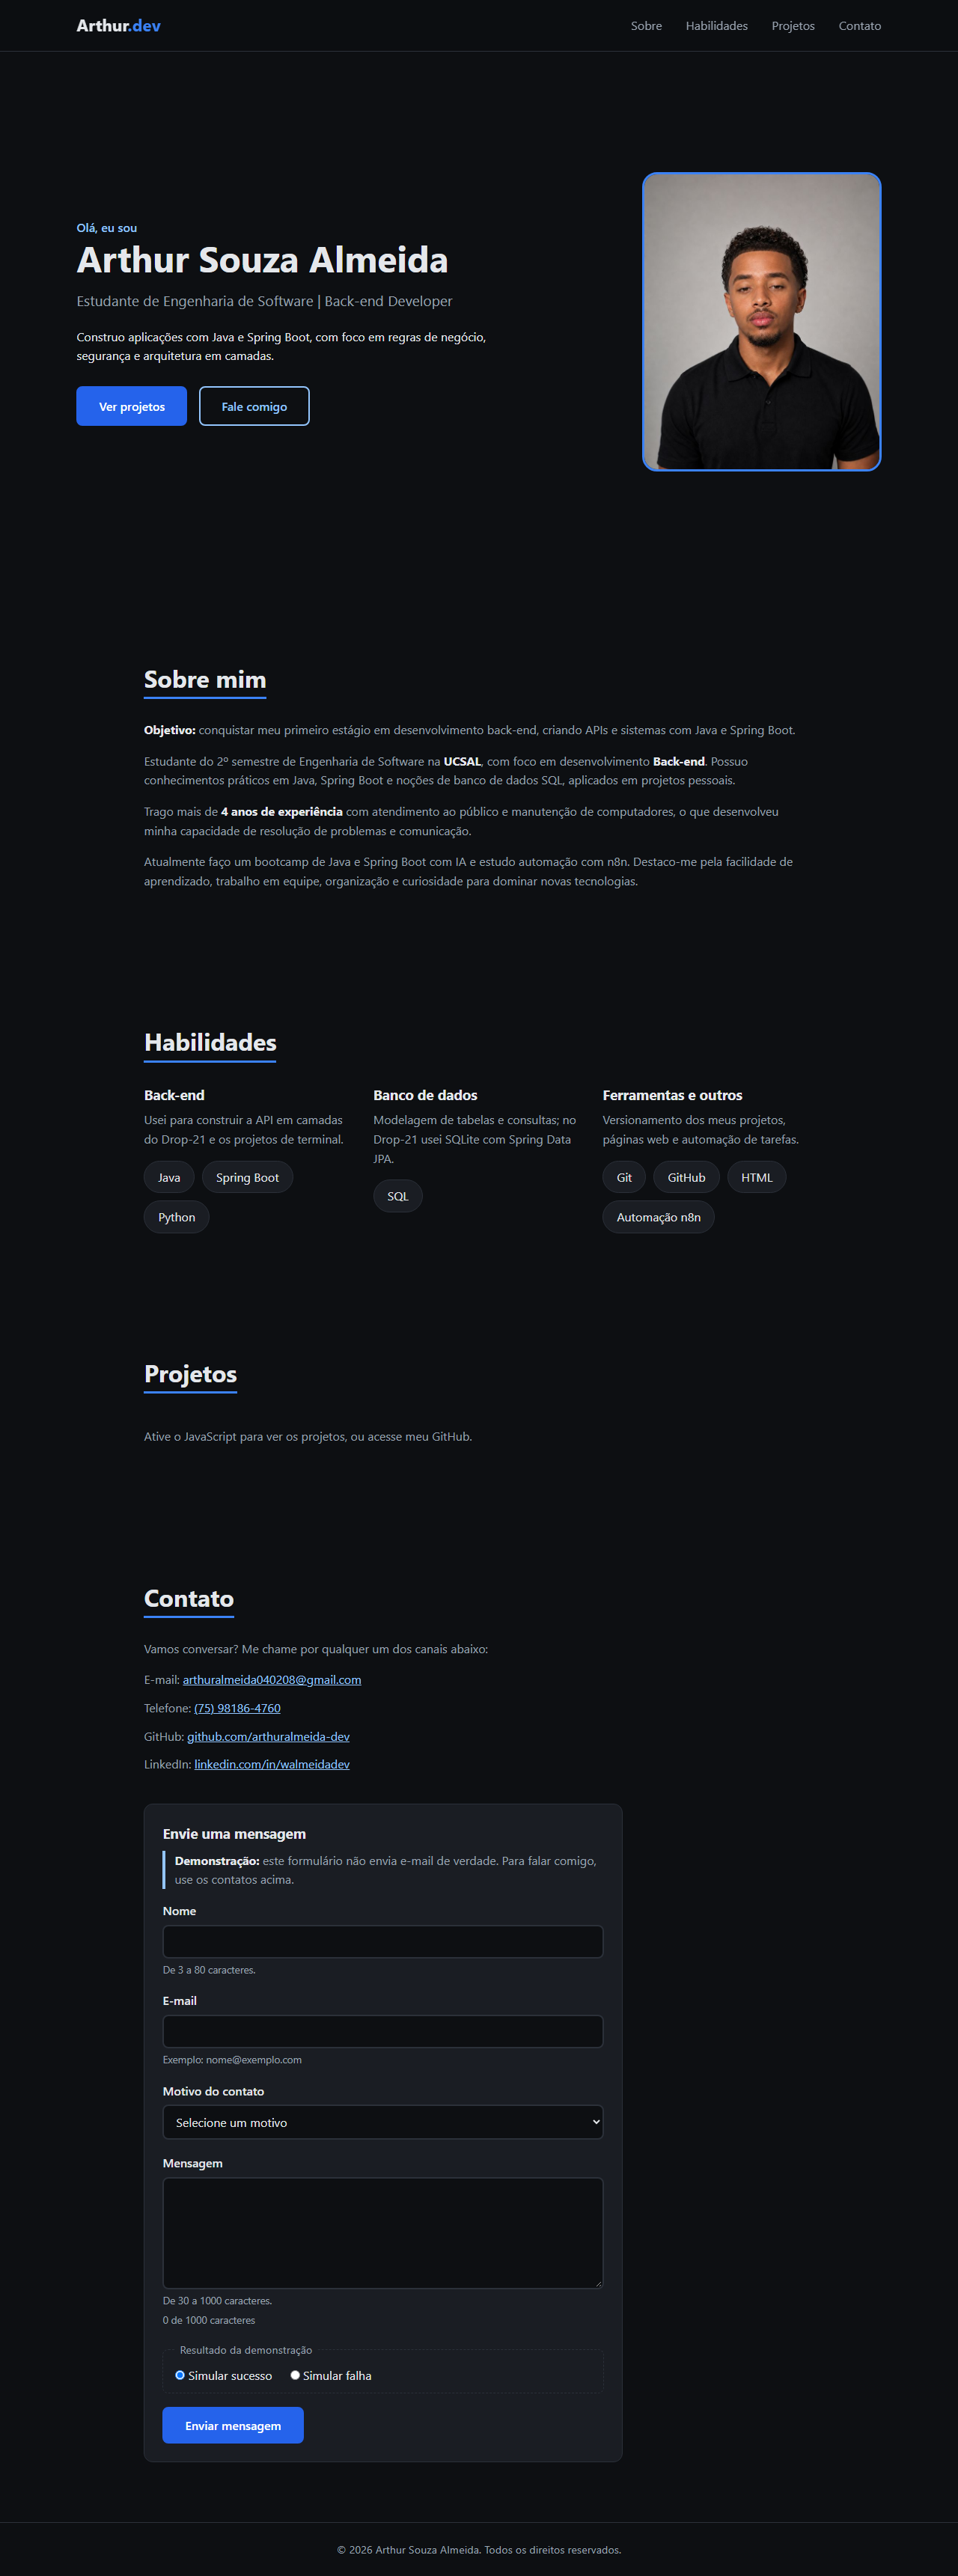 Arthur.dev
Sobre
Habilidades
Projetos
Contato
Olá, eu sou
Arthur Souza Almeida
Estudante de Engenharia de Software | Back-end Developer
Construo aplicações com Java e Spring Boot, com foco em regras de negócio,
segurança e arquitetura em camadas.
Ver projetos
Fale comigo
Sobre mim
Objetivo: conquistar meu primeiro estágio em desenvolvimento back-end, criando APIs e sistemas com Java e Spring Boot.
Estudante do 2º semestre de Engenharia de Software na UCSAL, com foco em desenvolvimento Back-end. Possuo
conhecimentos práticos em Java, Spring Boot e noções de banco de dados SQL, aplicados em projetos pessoais.
Trago mais de 4 anos de experiência com atendimento ao público e manutenção de computadores, o que desenvolveu
minha capacidade de resolução de problemas e comunicação.
Atualmente faço um bootcamp de Java e Spring Boot com IA e estudo automação com n8n. Destaco-me pela facilidade de
aprendizado, trabalho em equipe, organização e curiosidade para dominar novas tecnologias.
Habilidades
Back-end
Usei para construir a API em camadas
do Drop-21 e os projetos de terminal.
Java
Spring Boot
Python
Banco de dados
Modelagem de tabelas e consultas; no
Drop-21 usei SQLite com Spring Data
JPA.
SQL
Ferramentas e outros
Versionamento dos meus projetos,
páginas web e automação de tarefas.
Git
GitHub
HTML
Automação n8n
Projetos
Ative o JavaScript para ver os projetos, ou acesse meu GitHub.
Contato
Vamos conversar? Me chame por qualquer um dos canais abaixo:
E-mail: arthuralmeida040208@gmail.com
Telefone: (75) 98186-4760
GitHub: github.com/arthuralmeida-dev
LinkedIn: linkedin.com/in/walmeidadev
Envie uma mensagem
Demonstração: este formulário não envia e-mail de verdade. Para falar comigo,
use os contatos acima.
Nome
De 3 a 80 caracteres.
E-mail
Exemplo: nome@exemplo.com
Motivo do contato
Selecione um motivo
Mensagem
De 30 a 1000 caracteres.
0 de 1000 caracteres
Resultado da demonstração
Simular sucesso
Simular falha
Enviar mensagem
© 2026 Arthur Souza Almeida. Todos os direitos reservados.